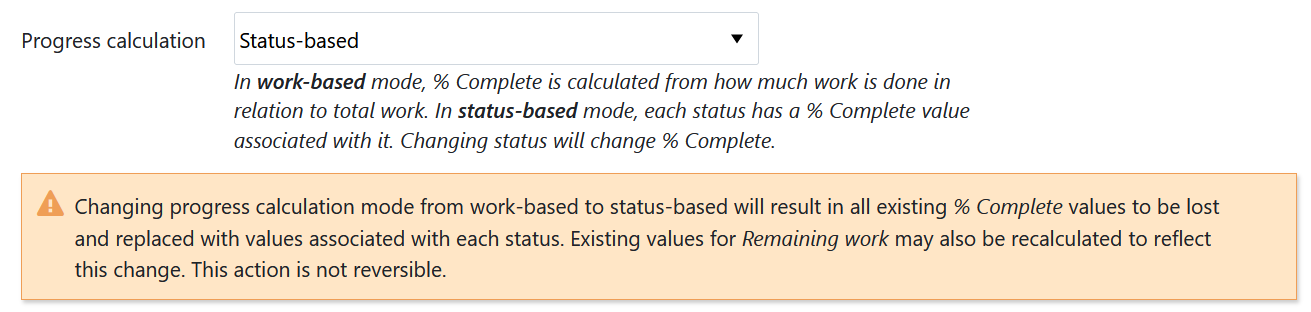 Progress calculation
Status-based
In work-based mode, % Complete is calculated from how much work is done in
relation to total work. In status-based mode, each status has a % Complete value
associated with it. Changing status will change % Complete.
Changing progress calculation mode from work-based to status-based will result in all existing % Complete values to be lost
and replaced with values associated with each status. Existing values for Remaining work may also be recalculated to reflect
this change. This action is not reversible.